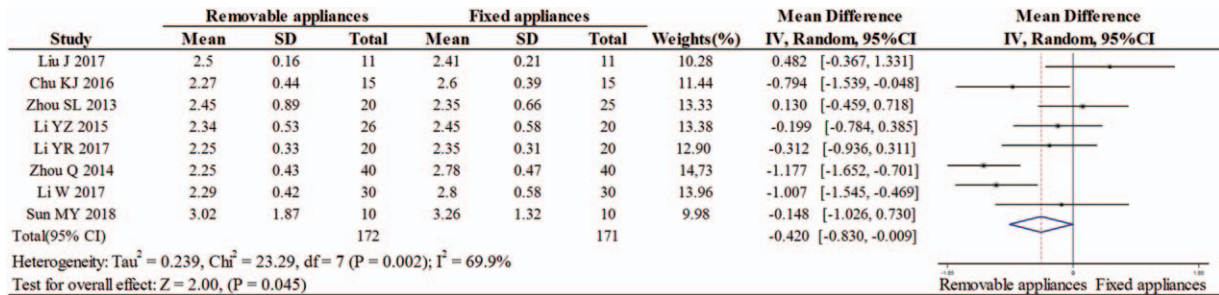 Removable appliances Fixed appliances Mean Difference Mean Difference
Study Mean SD Total Mean SD Total Weights(%) IV, Random, 95%CI IV, Random, 95%CI
Liu J 2017 2.5 0.16 11 2.41 0.21 11 10.28 0.482 [-0.367, 1.331]
Chu KJ 2016 2.27 0.44 15 2.6 0.39 15 11.44 -0.794 [-1.539, -0.048]
Zhou SL 2013 2.45 0.89 20 2.35 0.66 25 13.33 0.130 [-0.459, 0.718]
Li YZ 2015 2.34 0.53 26 2.45 0.58 20 13.38 -0.199 [-0.784, 0.385]
Li YR 2017 2.25 0.33 20 2.35 0.31 20 12.90 -0.312 [-0.936, 0.311]
Zhou Q 2014 2.25 0.43 40 2.78 0.47 40 14,73 -1.177 [-1.652, -0.701]
Li W 2017 2.29 0.42 30 2.8 0.58 30 13.96 -1.007 [-1.545, -0.469]
Sun MY 2018 3.02 1.87 10 3.26 1.32 10 9.98 -0.148 [-1.026, 0.730]
Total(95% CI) 172 171 -0.420 [-0.830, -0.009]
Heterogeneity: Tau² = 0.239, Chi² = 23.29, df = 7 (P = 0.002); I² = 69.9%
0
Test for overall effect: Z = 2.00, (P = 0.045) Removable appliances Fixed appliances